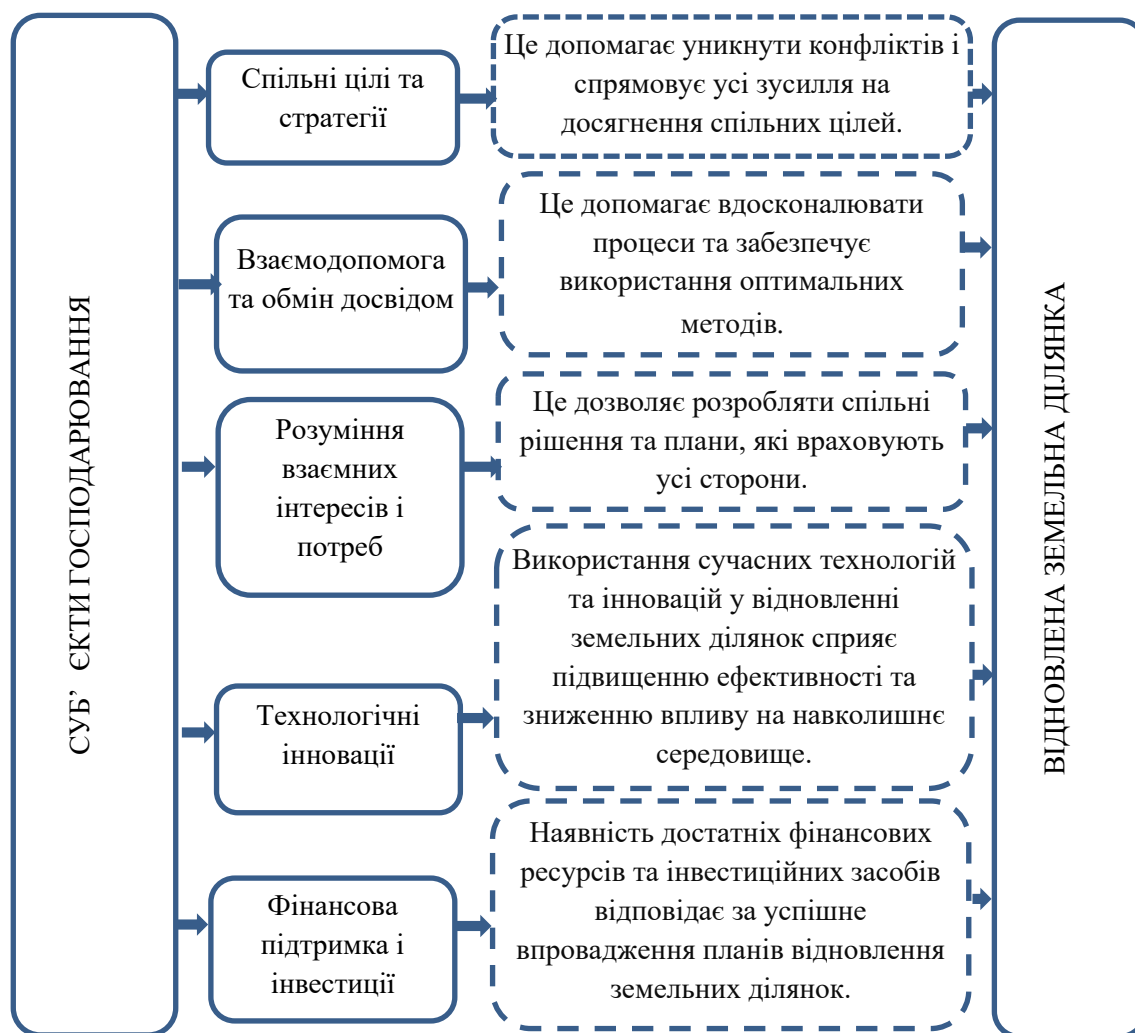 СУБ’ ЄКТИ ГОСПОДАРЮВАННЯ
Спільні цілі та
стратегії
Це допомагає уникнути конфліктів і
спрямовує усі зусилля на
досягнення спільних цілей.
Взаємодопомога
та обмін досвідом
Це допомагає вдосконалювати
процеси та забезпечує
використання оптимальних
методів.
Розуміння
взаємних
інтересів і
потреб
Це дозволяє розробляти спільні
рішення та плани, які враховують
усі сторони.
Технологічні
інновації
Використання сучасних технологій
та інновацій у відновленні
земельних ділянок сприяє
підвищенню ефективності та
зниженню впливу на навколишнє
середовище.
Фінансова
підтримка і
інвестиції
Наявність достатніх фінансових
ресурсів та інвестиційних засобів
відповідає за успішне
впровадження планів відновлення
земельних ділянок.
ВІДНОВЛЕНА ЗЕМЕЛЬНА ДІЛЯНКА